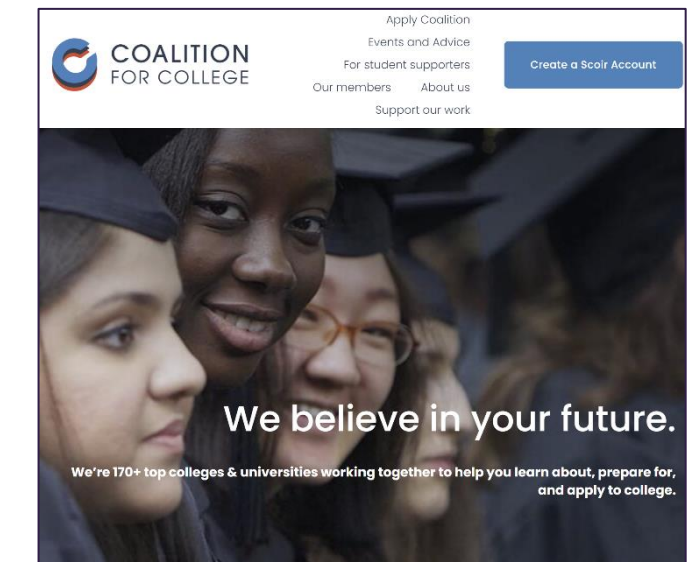 COALITION
FOR COLLEGE
Apply Coalition
Events and Advice
For student supporters
Our members About us
Support our work
Create a Scoir Account
We believe in your future.
We're 170+ top colleges & universities working together to help you learn about, prepare for,
and apply to college.